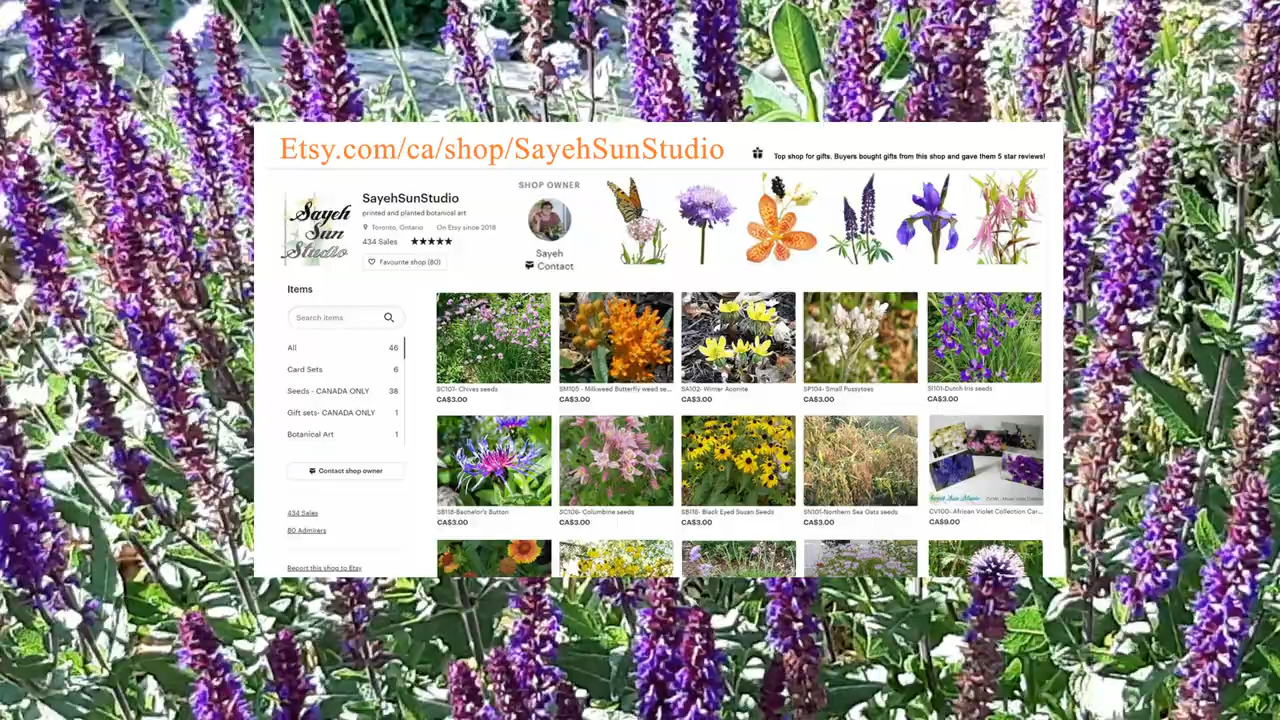 Etsy.com/ca/shop/SayehSunStudio
Top shop for gifts. Buyers bought gifts from this shop and gave them 5 star reviews!
Sayeh
Sun
Studio
SayehSunStudio
printed and planted botanical art
Toronto, Ontario On Etsy since 2018
434 Sales ★★★★★
Favourite shop (80)
SHOP OWNER
Sayeh
Contact
Items
Search items
All 46
Card Sets 6
Seeds - CANADA ONLY 38
Gift sets- CANADA ONLY 1
Botanical Art 1
Contact shop owner
434 Sales
80 Admirers
Report this shop to Etsy
SC107- Chives seeds
CA$3.00
SM105 - Milkweed Butterfly weed se...
CA$3.00
SA102- Winter Aconite
CA$3.00
SP104- Small Pussytoes
CA$3.00
SI101-Dutch Iris seeds
CA$3.00
SB118-Bachelor's Button
CA$3.00
SC106- Columbine seeds
CA$3.00
SB116- Black Eyed Susan Seeds
CA$3.00
SN101-Northern Sea Oats seeds
CA$3.00
Sayeh Sun Studio
CV100- African Violet Collection Car...
CA$9.00